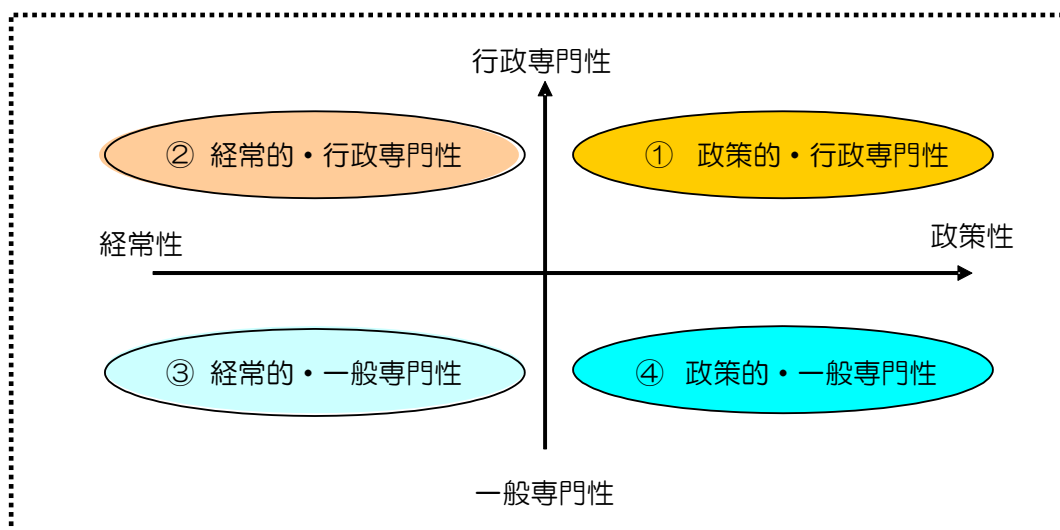 行政専門性
② 経常的・行政専門性
① 政策的・行政専門性
経常性
政策性
③ 経常的・一般専門性
④ 政策的・一般専門性
一般専門性